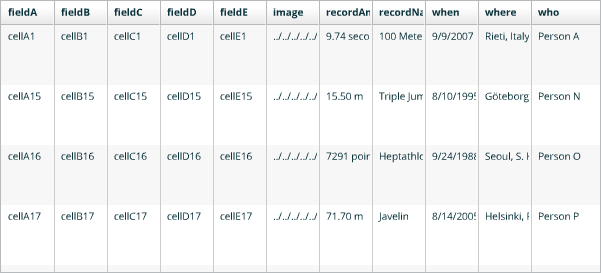 fieldA fieldB fieldC fieldD fieldE image recordAn recordNa when where who
cellA1 cellB1 cellC1 cellD1 cellE1 ../../../../../ 9.74 seco 100 Mete 9/9/2007 Rieti, Italy Person A
cellA15 cellB15 cellC15 cellD15 cellE15 ../../../../../ 15.50 m Triple Jum 8/10/1995 Göteborg Person N
cellA16 cellB16 cellC16 cellD16 cellE16 ../../../../../ 7291 poin Heptathlo 9/24/1988 Seoul, S. K Person O
cellA17 cellB17 cellC17 cellD17 cellE17 ../../../../../ 71.70 m Javelin 8/14/2005 Helsinki, F Person P